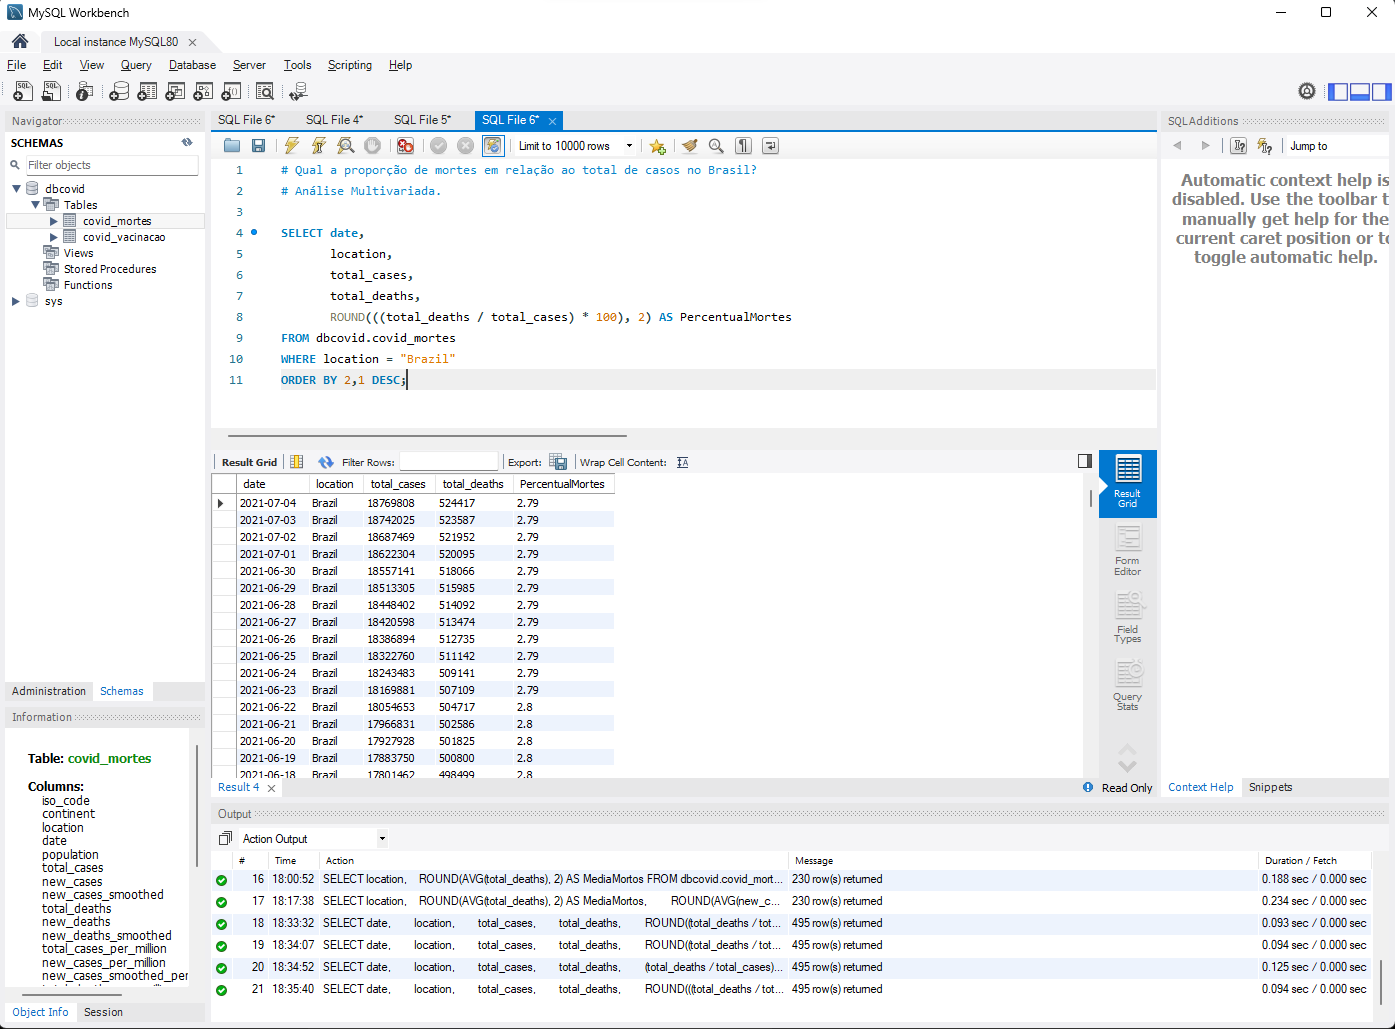 MySQL Workbench
Local instance MySQL80
File Edit View Query Database Server Tools Scripting Help
Navigator
SCHEMAS
Filter objects
dbcovid
Tables
covid_mortes
covid_vacinacao
Views
Stored Procedures
Functions
sys
Administration Schemas
Information
Table: covid_mortes
Columns:
iso_code
continent
location
date
population
total_cases
new_cases
new_cases_smoothed
total_deaths
new_deaths
new_deaths_smoothed
total_cases_per_million
new_cases_per_million
new_cases_smoothed_per
Object Info Session
SQL File 6* SQL File 4* SQL File 5* SQL File 6*
Limit to 10000 rows
1 # Qual a proporção de mortes em relação ao total de casos no Brasil?
2 # Análise Multivariada.
3
4 SELECT date,
5 location,
6 total_cases,
7 total_deaths,
8 ROUND(((total_deaths / total_cases) * 100), 2) AS PercentualMortes
9 FROM dbcovid.covid_mortes
10 WHERE location = "Brazil"
11 ORDER BY 2,1 DESC;
Result Grid Filter Rows: Export: Wrap Cell Content:
date location total_cases total_deaths PercentualMortes
2021-07-04 Brazil 18769808 524417 2.79
2021-07-03 Brazil 18742025 523587 2.79
2021-07-02 Brazil 18687469 521952 2.79
2021-07-01 Brazil 18622304 520095 2.79
2021-06-30 Brazil 18557141 518066 2.79
2021-06-29 Brazil 18513305 515985 2.79
2021-06-28 Brazil 18448402 514092 2.79
2021-06-27 Brazil 18420598 513474 2.79
2021-06-26 Brazil 18386894 512735 2.79
2021-06-25 Brazil 18322760 511142 2.79
2021-06-24 Brazil 18243483 509141 2.79
2021-06-23 Brazil 18169881 507109 2.79
2021-06-22 Brazil 18054653 504717 2.8
2021-06-21 Brazil 17966831 502586 2.8
2021-06-20 Brazil 17927928 501825 2.8
2021-06-19 Brazil 17883750 500800 2.8
2021-06-18 Brazil 17801462 498499 2.8
Result Grid
Form Editor
Field Types
Query Stats
Result 4
Read Only
SQLAdditions
Jump to
Automatic context help is
disabled. Use the toolbar t
manually get help for the
current caret position or to
toggle automatic help.
Context Help Snippets
Output
Action Output
# Time Action Message Duration / Fetch
16 18:00:52 SELECT location, ROUND(AVG(total_deaths), 2) AS MediaMortos FROM dbcovid.covid_mort... 230 row(s) returned 0.188 sec / 0.000 sec
17 18:17:38 SELECT location, ROUND(AVG(total_deaths), 2) AS MediaMortos, ROUND(AVG(new_c... 230 row(s) returned 0.234 sec / 0.000 sec
18 18:33:32 SELECT date, location, total_cases, total_deaths, ROUND((total_deaths / tot... 495 row(s) returned 0.093 sec / 0.000 sec
19 18:34:07 SELECT date, location, total_cases, total_deaths, ROUND((total_deaths / tot... 495 row(s) returned 0.094 sec / 0.000 sec
20 18:34:52 SELECT date, location, total_cases, total_deaths, (total_deaths / total_cases)... 495 row(s) returned 0.125 sec / 0.000 sec
21 18:35:40 SELECT date, location, total_cases, total_deaths, ROUND(((total_deaths / tot... 495 row(s) returned 0.094 sec / 0.000 sec